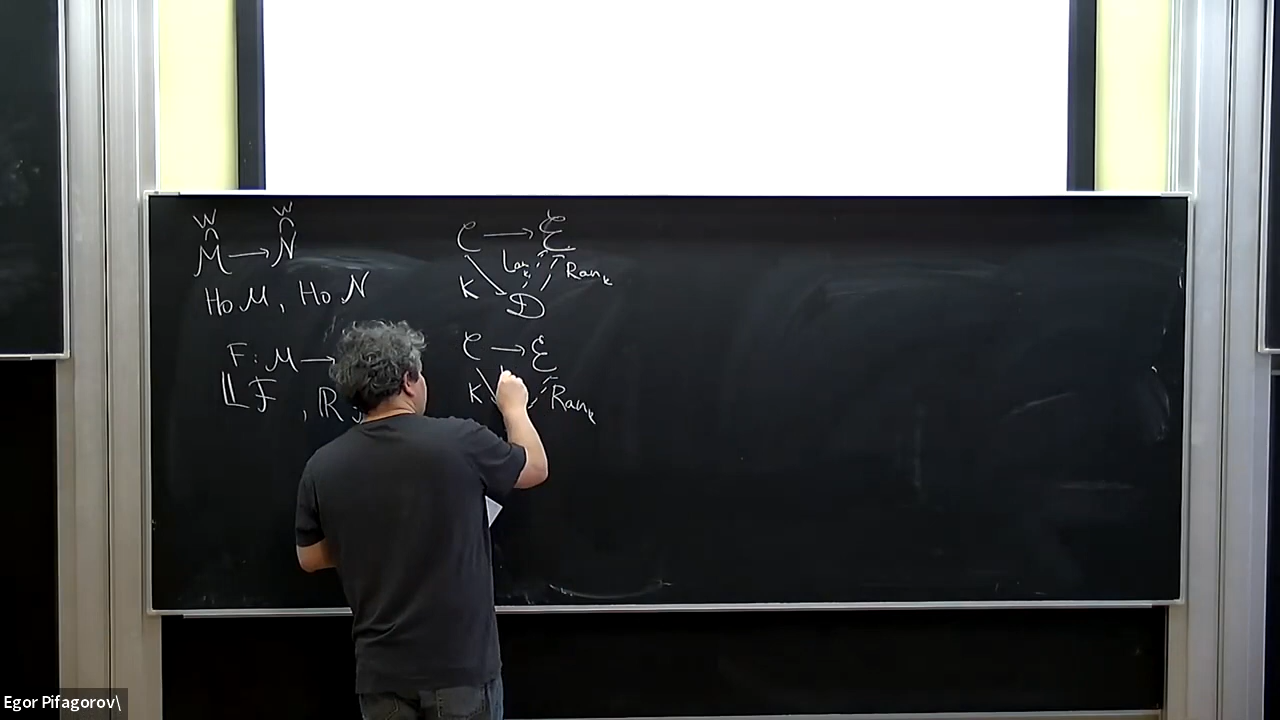 W W
M → N
Ho M, Ho N
F: M →
𝕃F, ℝ
C → E
Lan_K Ran_K
K D
C → E
K Ran_K
Egor Pifagorov\